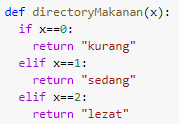 def directoryMakanan(x):
  if x==0:
    return "kurang"
  elif x==1:
    return "sedang"
  elif x==2:
    return "lezat"